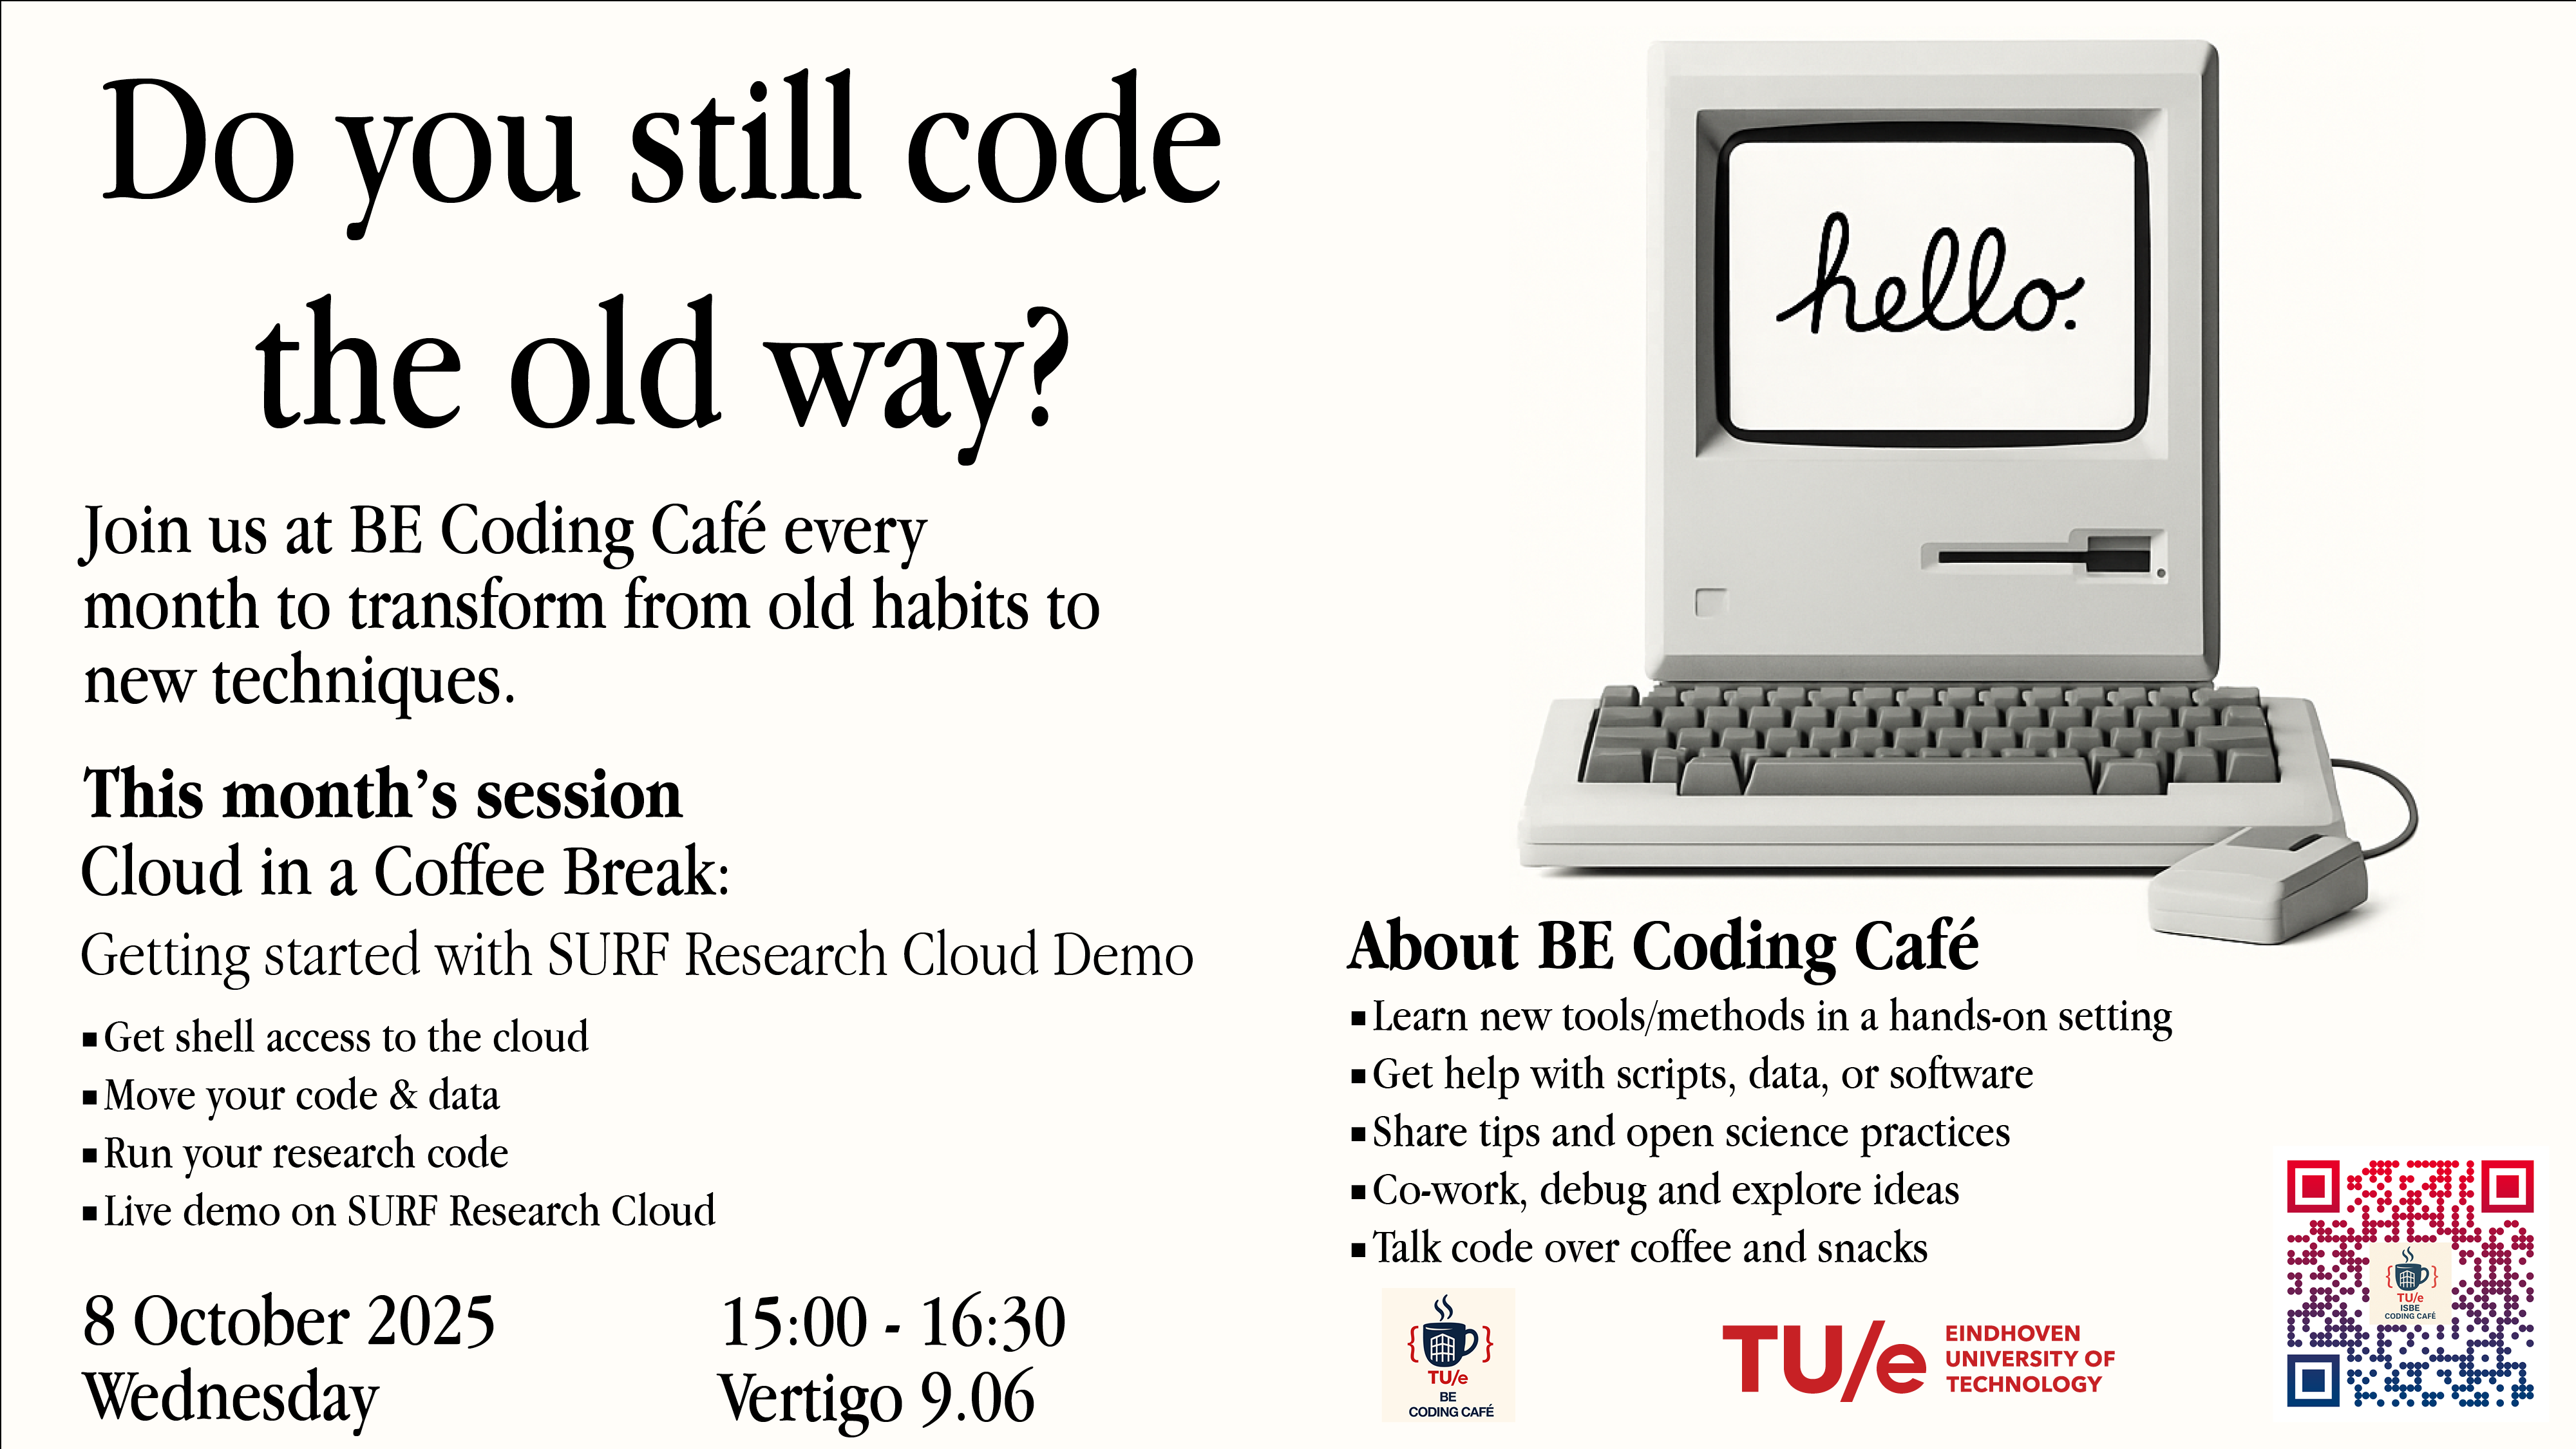 Do you still code
the old way?
Join us at BE Coding Café every
month to transform from old habits to
new techniques.
This month's session
Cloud in a Coffee Break:
Getting started with SURF Research Cloud Demo
▪Get shell access to the cloud
▪Move your code & data
▪Run your research code
▪Live demo on SURF Research Cloud
8 October 2025
Wednesday
15:00 - 16:30
Vertigo 9.06
hello.
About BE Coding Café
▪Learn new tools/methods in a hands-on setting
▪Get help with scripts, data, or software
▪Share tips and open science practices
▪Co-work, debug and explore ideas
▪Talk code over coffee and snacks
{ }
TU/e
BE
CODING CAFÉ
TU/e
EINDHOVEN
UNIVERSITY OF
TECHNOLOGY
{ }
TU/e
ISBE
CODING CAFÉ